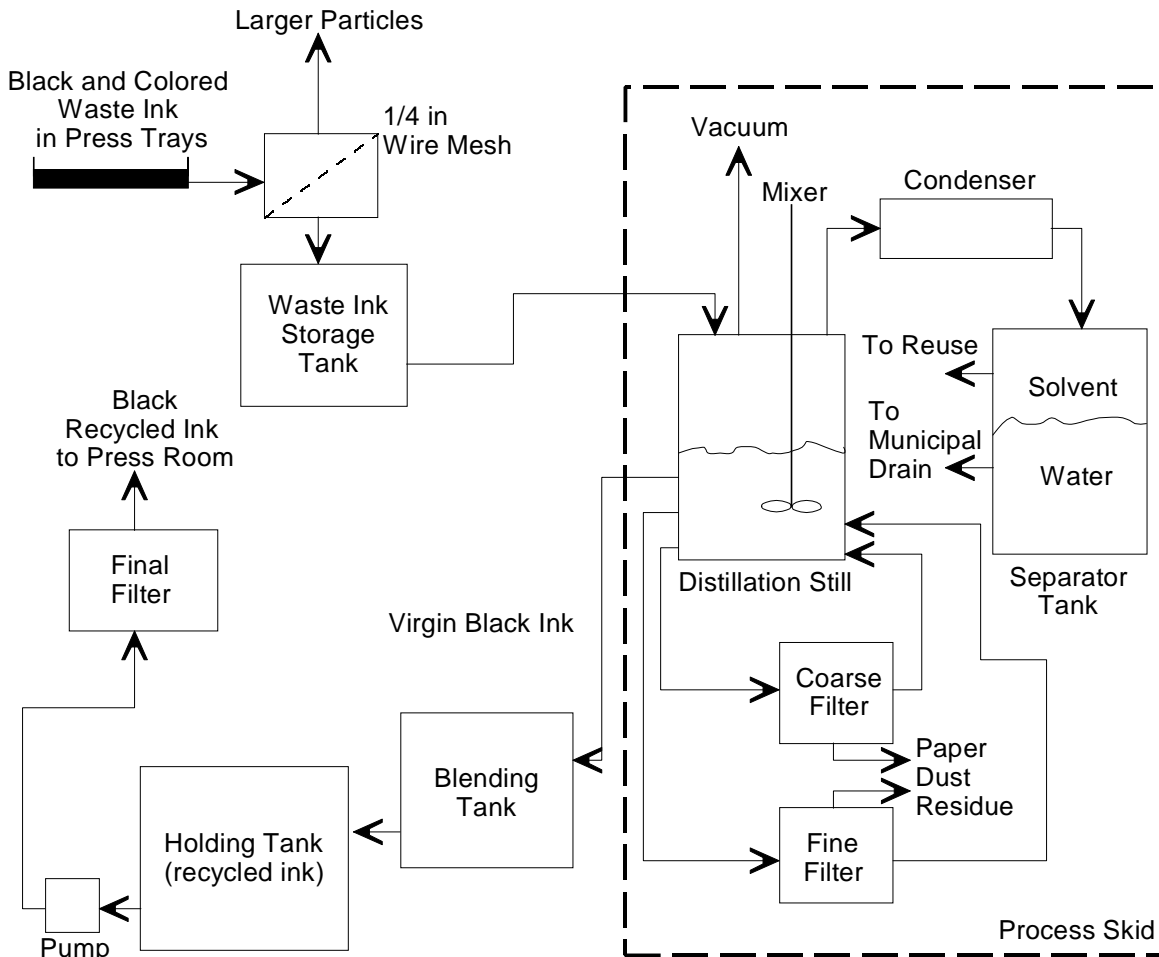 Larger Particles
Black and Colored
Waste Ink
in Press Trays
1/4 in
Wire Mesh
Vacuum
Mixer
Condenser
Waste Ink
Storage
Tank
To Reuse
Solvent
To
Municipal
Drain
Water
Black
Recycled Ink
to Press Room
Final
Filter
Distillation Still
Separator
Tank
Virgin Black Ink
Coarse
Filter
Paper
Dust
Residue
Blending
Tank
Holding Tank
(recycled ink)
Fine
Filter
Pump
Process Skid